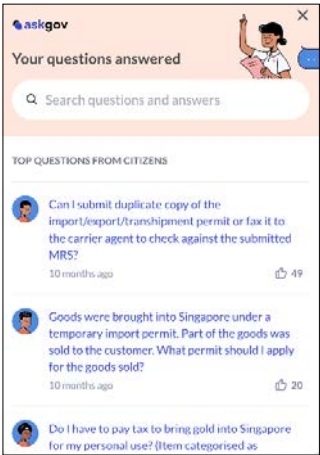 askgov
Your questions answered
Search questions and answers
TOP QUESTIONS FROM CITIZENS
Can I submit duplicate copy of the
import/export/transhipment permit or fax it to
the carrier agent to check against the submitted
MRS?
10 months ago
49
Goods were brought into Singapore under a
temporary import permit. Part of the goods was
sold to the customer. What permit should I apply
for the goods sold?
10 months ago
20
Do I have to pay tax to bring gold into Singapore
for my personal use? (Item categorised as